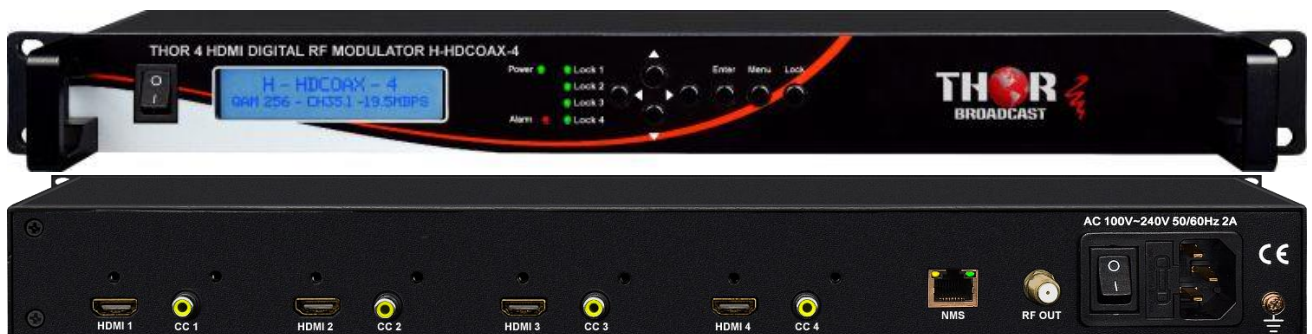 THOR 4 HDMI DIGITAL RF MODULATOR H-HDCOAX-4
H - HDCOAX - 4
QAM 256 - CH35.1 -19.5MBPS
Power
Alarm
Lock 1
Lock 2
Lock 3
Lock 4
Enter Menu Lock
THOR
BROADCAST
AC 100V~240V 50/60Hz 2A
CE
HDMI 1
CC 1
HDMI 2
CC 2
HDMI 3
CC 3
HDMI 4
CC 4
NMS
RF OUT